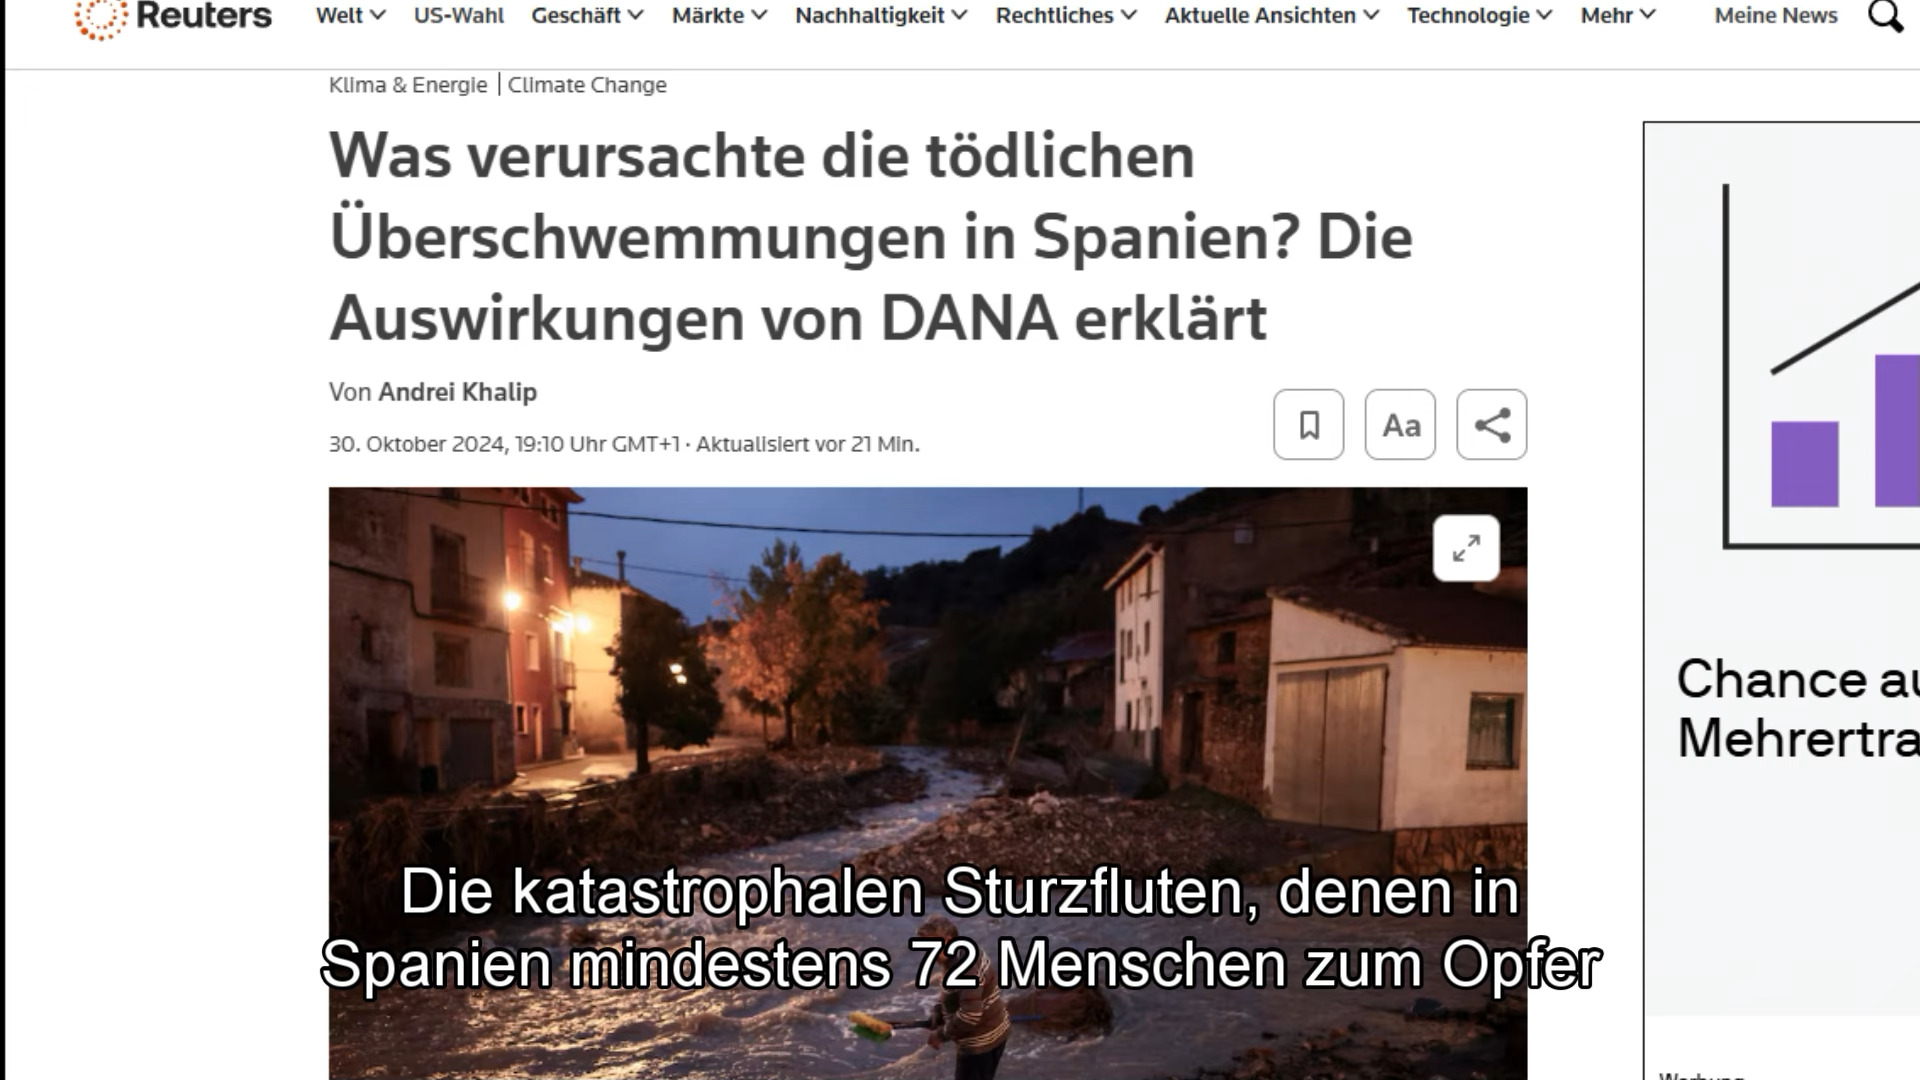 Reuters
Welt
US-Wahl
Geschäft
Märkte
Nachhaltigkeit
Rechtliches
Aktuelle Ansichten
Technologie
Mehr
Meine News
Klima & Energie | Climate Change
Was verursachte die tödlichen
Überschwemmungen in Spanien? Die
Auswirkungen von DANA erklärt
Von Andrei Khalip
30. Oktober 2024, 19:10 Uhr GMT+1 · Aktualisiert vor 21 Min.
Aa
Chance au
Mehrertra
Die katastrophalen Sturzfluten, denen in
Spanien mindestens 72 Menschen zum Opfer